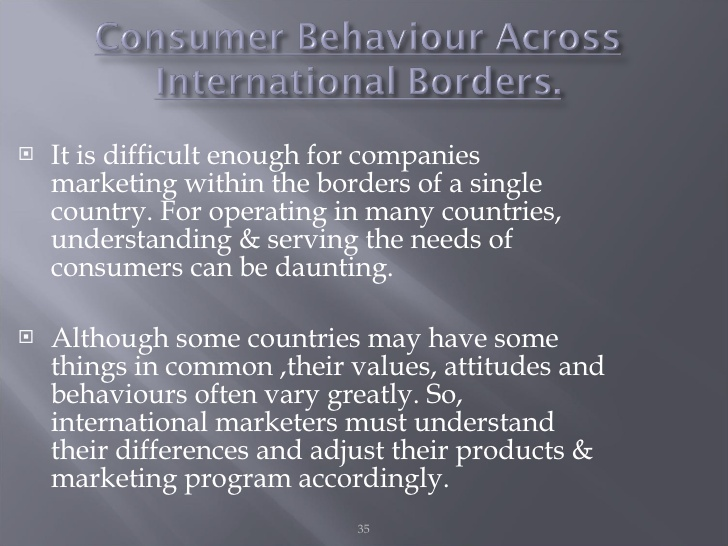 Consumer Behaviour Across
International Borders.
It is difficult enough for companies
marketing within the borders of a single
country. For operating in many countries,
understanding & serving the needs of
consumers can be daunting.
Although some countries may have some
things in common ,their values, attitudes and
behaviours often vary greatly. So,
international marketers must understand
their differences and adjust their products &
marketing program accordingly.
35